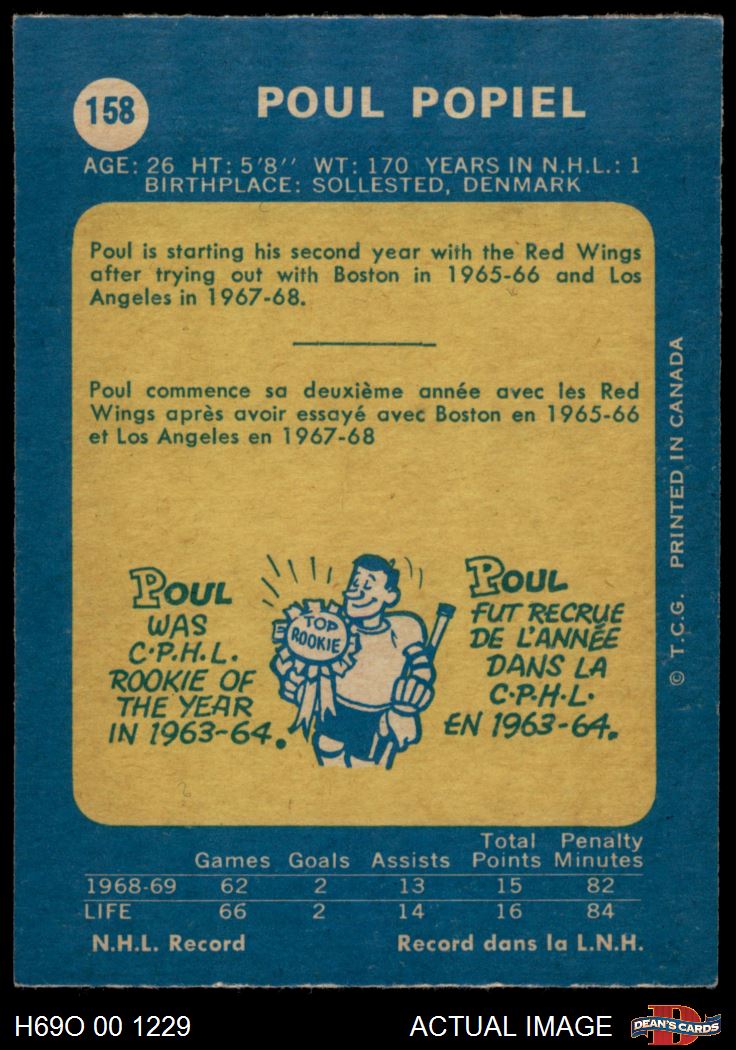 158
POUL POPIEL
AGE: 26 HT: 5'8'' WT: 170 YEARS IN N.H.L.: 1
BIRTHPLACE: SOLLESTED, DENMARK
Poul is starting his second year with the Red Wings
after trying out with Boston in 1965-66 and Los
Angeles in 1967-68.
Poul commence sa deuxième année avec lès Red
Wings après avoir essayé avec Boston en 1965-66
et Los Angeles en 1967-68
POUL
WAS
C.P.H.L.
ROOKIE OF
THE YEAR
IN 1963-64.
TOP
ROOKIE
POUL
FUT RECRUE
DE L'ANNÉE
DANS LA
C.P.H.L.
EN 1963-64.
© T.C.G. PRINTED IN CANADA
Games Goals Assists Total Points Penalty Minutes
1968-69 62 2 13 15 82
LIFE 66 2 14 16 84
N.H.L. Record Record dans la L.N.H.
H69O 00 1229 ACTUAL IMAGE DEAN'S CARDS